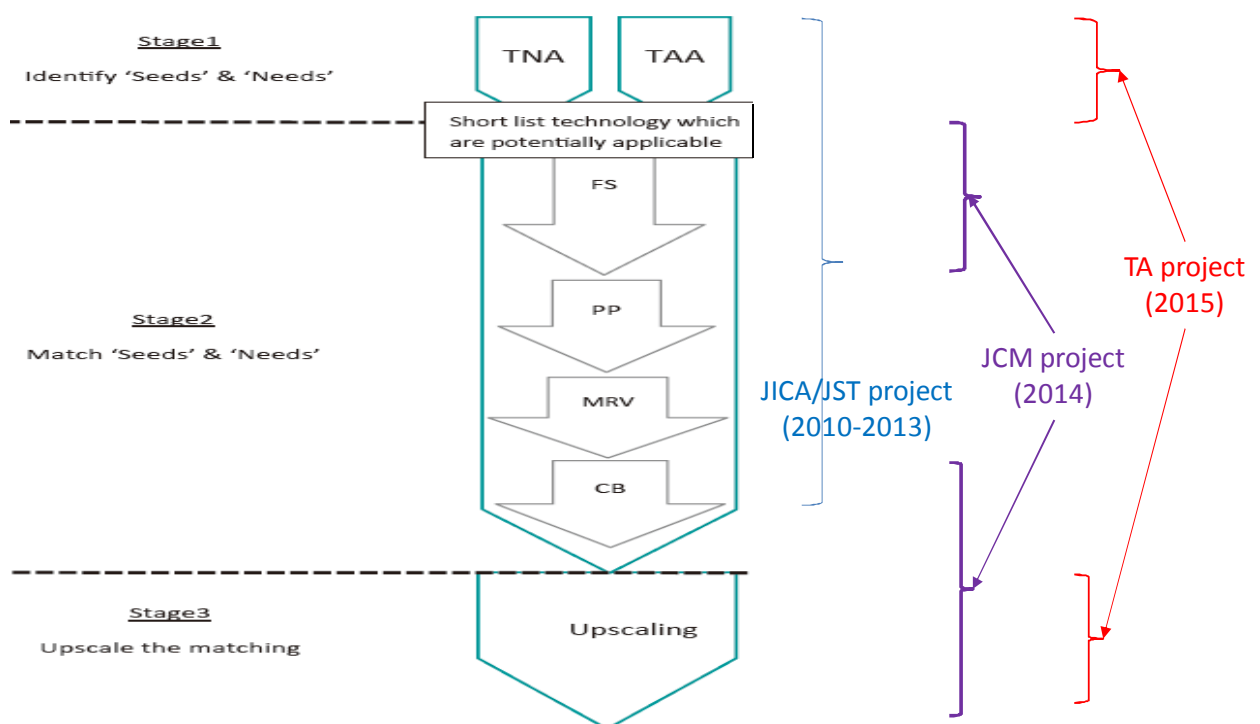 Stage1
Identify 'Seeds' & 'Needs'
TNA
TAA
Short list technology which
are potentially applicable
FS
Stage2
Match 'Seeds' & 'Needs'
PP
MRV
CB
JICA/JST project
(2010-2013)
JCM project
(2014)
TA project
(2015)
Stage3
Upscale the matching
Upscaling